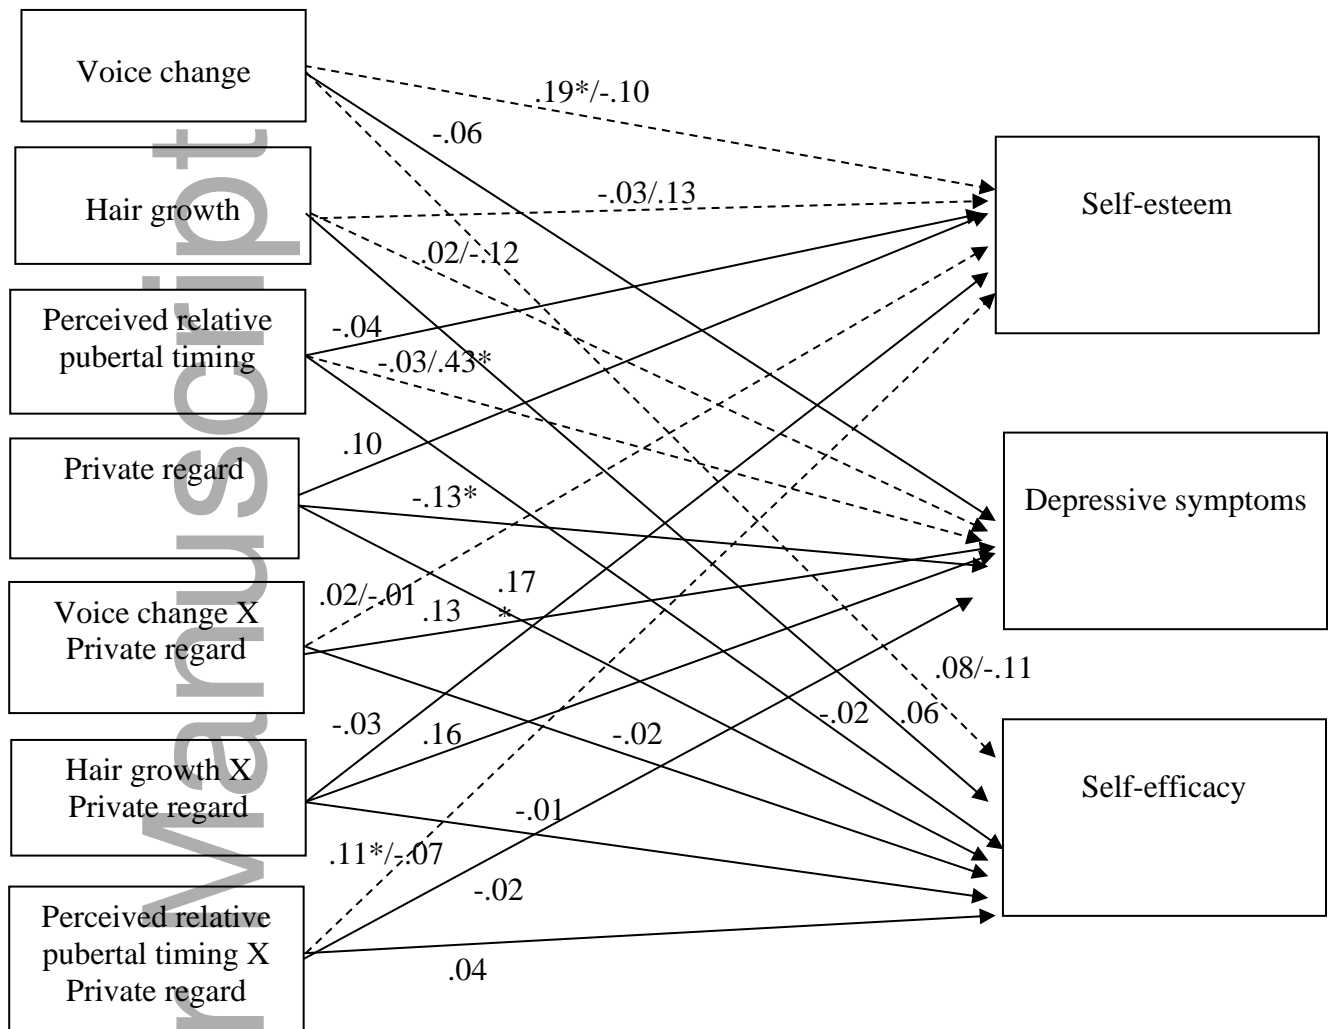 Voice change
.19*/-.10
-.06
Self-esteem
Hair growth
-.03/.13
.02/-.12
Perceived relative
pubertal timing
-.04
-.03/.43*
Private regard
.10
-.13*
Depressive symptoms
Voice change X
Private regard
.02/-.01
.13
.17
*
.08/-.11
Hair growth X
Private regard
-.03
.16
-.02
-.02
.06
Self-efficacy
-.01
.11*/-.07
-.02
Perceived relative
pubertal timing X
Private regard
.04
r Manuscript